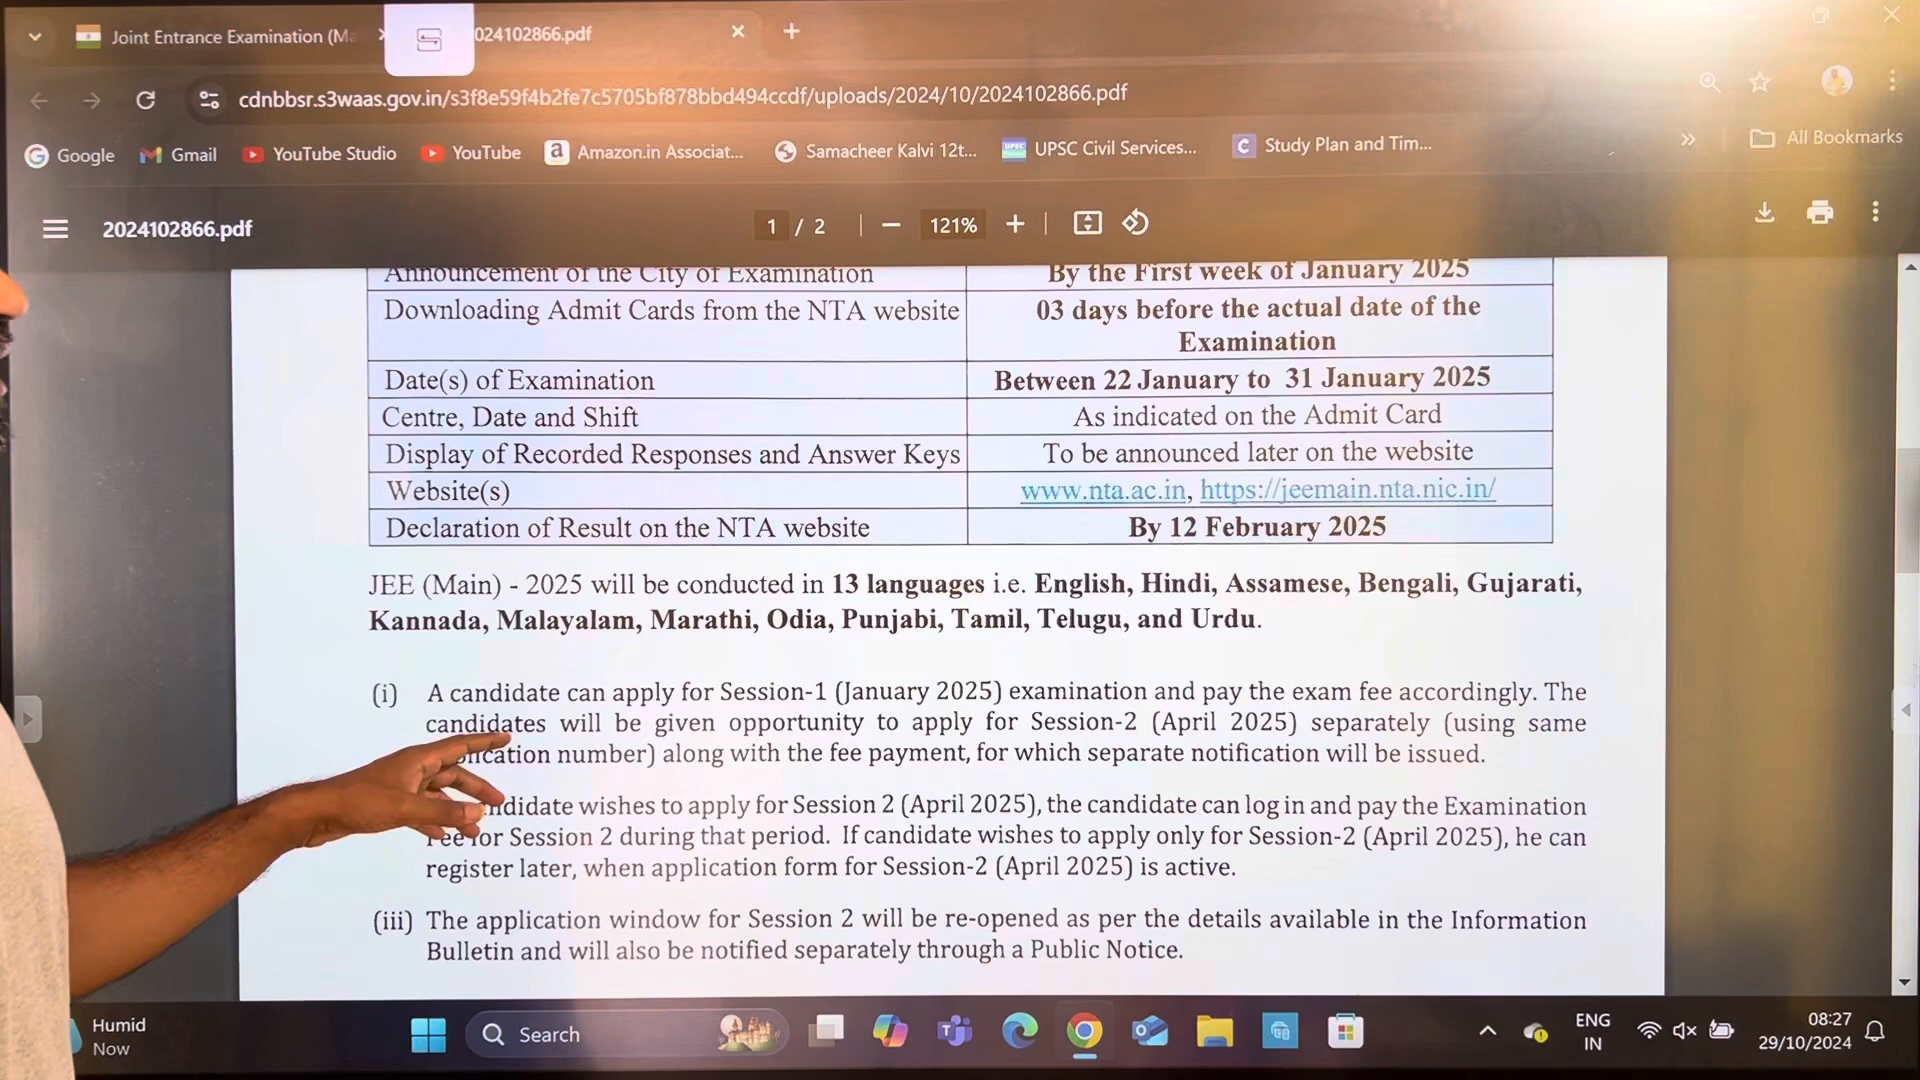 Joint Entrance Examination (Ma
024102866.pdf
cdnbbsr.s3waas.gov.in/s3f8e59f4b2fe7c5705bf878bbd494ccdf/uploads/2024/10/2024102866.pdf
Google Gmail YouTube Studio YouTube Amazon.in Associat... Samacheer Kalvi 12t... UPSC Civil Services... Study Plan and Tim... All Bookmarks
2024102866.pdf 1 / 2 121%
Announcement of the City of Examination By the First week of January 2025
Downloading Admit Cards from the NTA website 03 days before the actual date of the
Examination
Date(s) of Examination Between 22 January to 31 January 2025
Centre, Date and Shift As indicated on the Admit Card
Display of Recorded Responses and Answer Keys To be announced later on the website
Website(s) www.nta.ac.in, https://jeemain.nta.nic.in/
Declaration of Result on the NTA website By 12 February 2025
JEE (Main) - 2025 will be conducted in 13 languages i.e. English, Hindi, Assamese, Bengali, Gujarati,
Kannada, Malayalam, Marathi, Odia, Punjabi, Tamil, Telugu, and Urdu.
(i) A candidate can apply for Session-1 (January 2025) examination and pay the exam fee accordingly. The
candidates will be given opportunity to apply for Session-2 (April 2025) separately (using same
ication number) along with the fee payment, for which separate notification will be issued.
ndidate wishes to apply for Session 2 (April 2025), the candidate can log in and pay the Examination
Fee for Session 2 during that period. If candidate wishes to apply only for Session-2 (April 2025), he can
register later, when application form for Session-2 (April 2025) is active.
(iii) The application window for Session 2 will be re-opened as per the details available in the Information
Bulletin and will also be notified separately through a Public Notice.
Humid
Now
Search
ENG
IN
08:27
29/10/2024